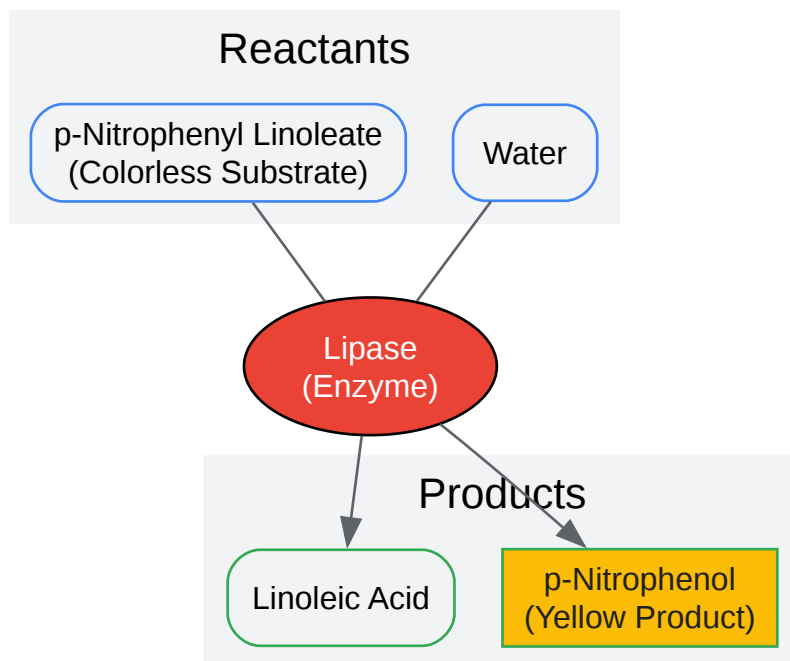 Reactants
p-Nitrophenyl Linoleate
(Colorless Substrate)
Water
Lipase
(Enzyme)
Products
Linoleic Acid
p-Nitrophenol
(Yellow Product)